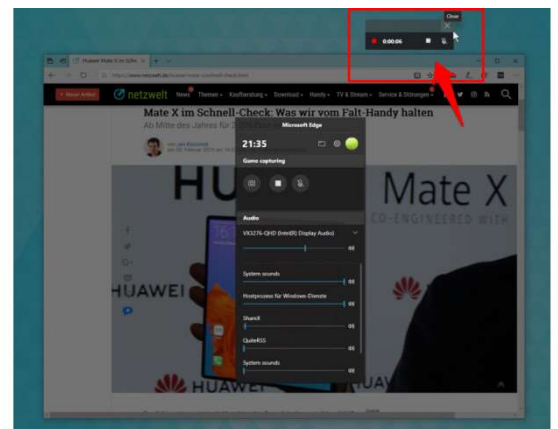 Close
0:00:06
Huawei Mate X im Schn
netzwelt News Themen Kaufberatung Download Handy TV & Stream Service & Störungen
Mate X im Schnell-Check: Was wir vom Falt-Handy halten
Ab Mitte des Jahres für
Microsoft Edge
21:35
Game capturing
HU
Mate X
CO-ENGINEERED WITH
Audio
VX3276-QHD (Intel(R) Display Audio)
System sounds
Hostprozess für Windows-Dienste
HUAWEI
ShareX
QuiteRSS
System sounds
HUAWEI